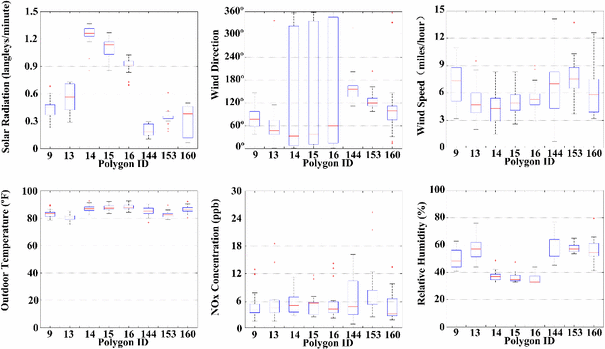 Solar Radiation (langleys/minute)
1.5
1.2
0.9
0.6
0.3
0.0
9 13 14 15 16 144 153 160
Polygon ID
Wind Direction
360°
300°
240°
180°
120°
60°
0°
9 13 14 15 16 144 153 160
Polygon ID
Wind Speed (miles/hour)
15
12
9
6
3
0
9 13 14 15 16 144 153 160
Polygon ID
Outdoor Temperature (°F)
100
80
60
40
20
0
9 13 14 15 16 144 153 160
Polygon ID
NOx Concentration (ppb)
30
24
18
12
6
0
9 13 14 15 16 144 153 160
Polygon ID
Relative Humidity (%)
100
80
60
40
20
0
9 13 14 15 16 144 153 160
Polygon ID